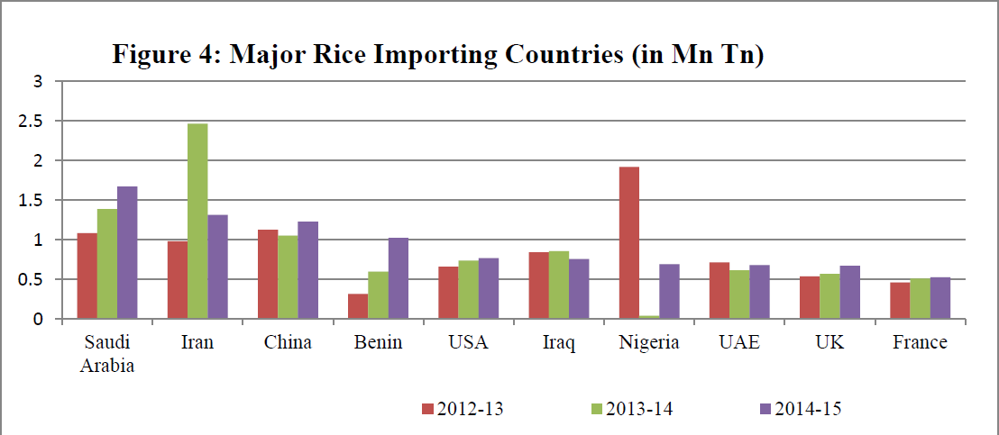 Figure 4: Major Rice Importing Countries (in Mn Tn)
3
2.5
2
1.5
1
0.5
0
Saudi Arabia
Iran
China
Benin
USA
Iraq
Nigeria
UAE
UK
France
2012-13
2013-14
2014-15